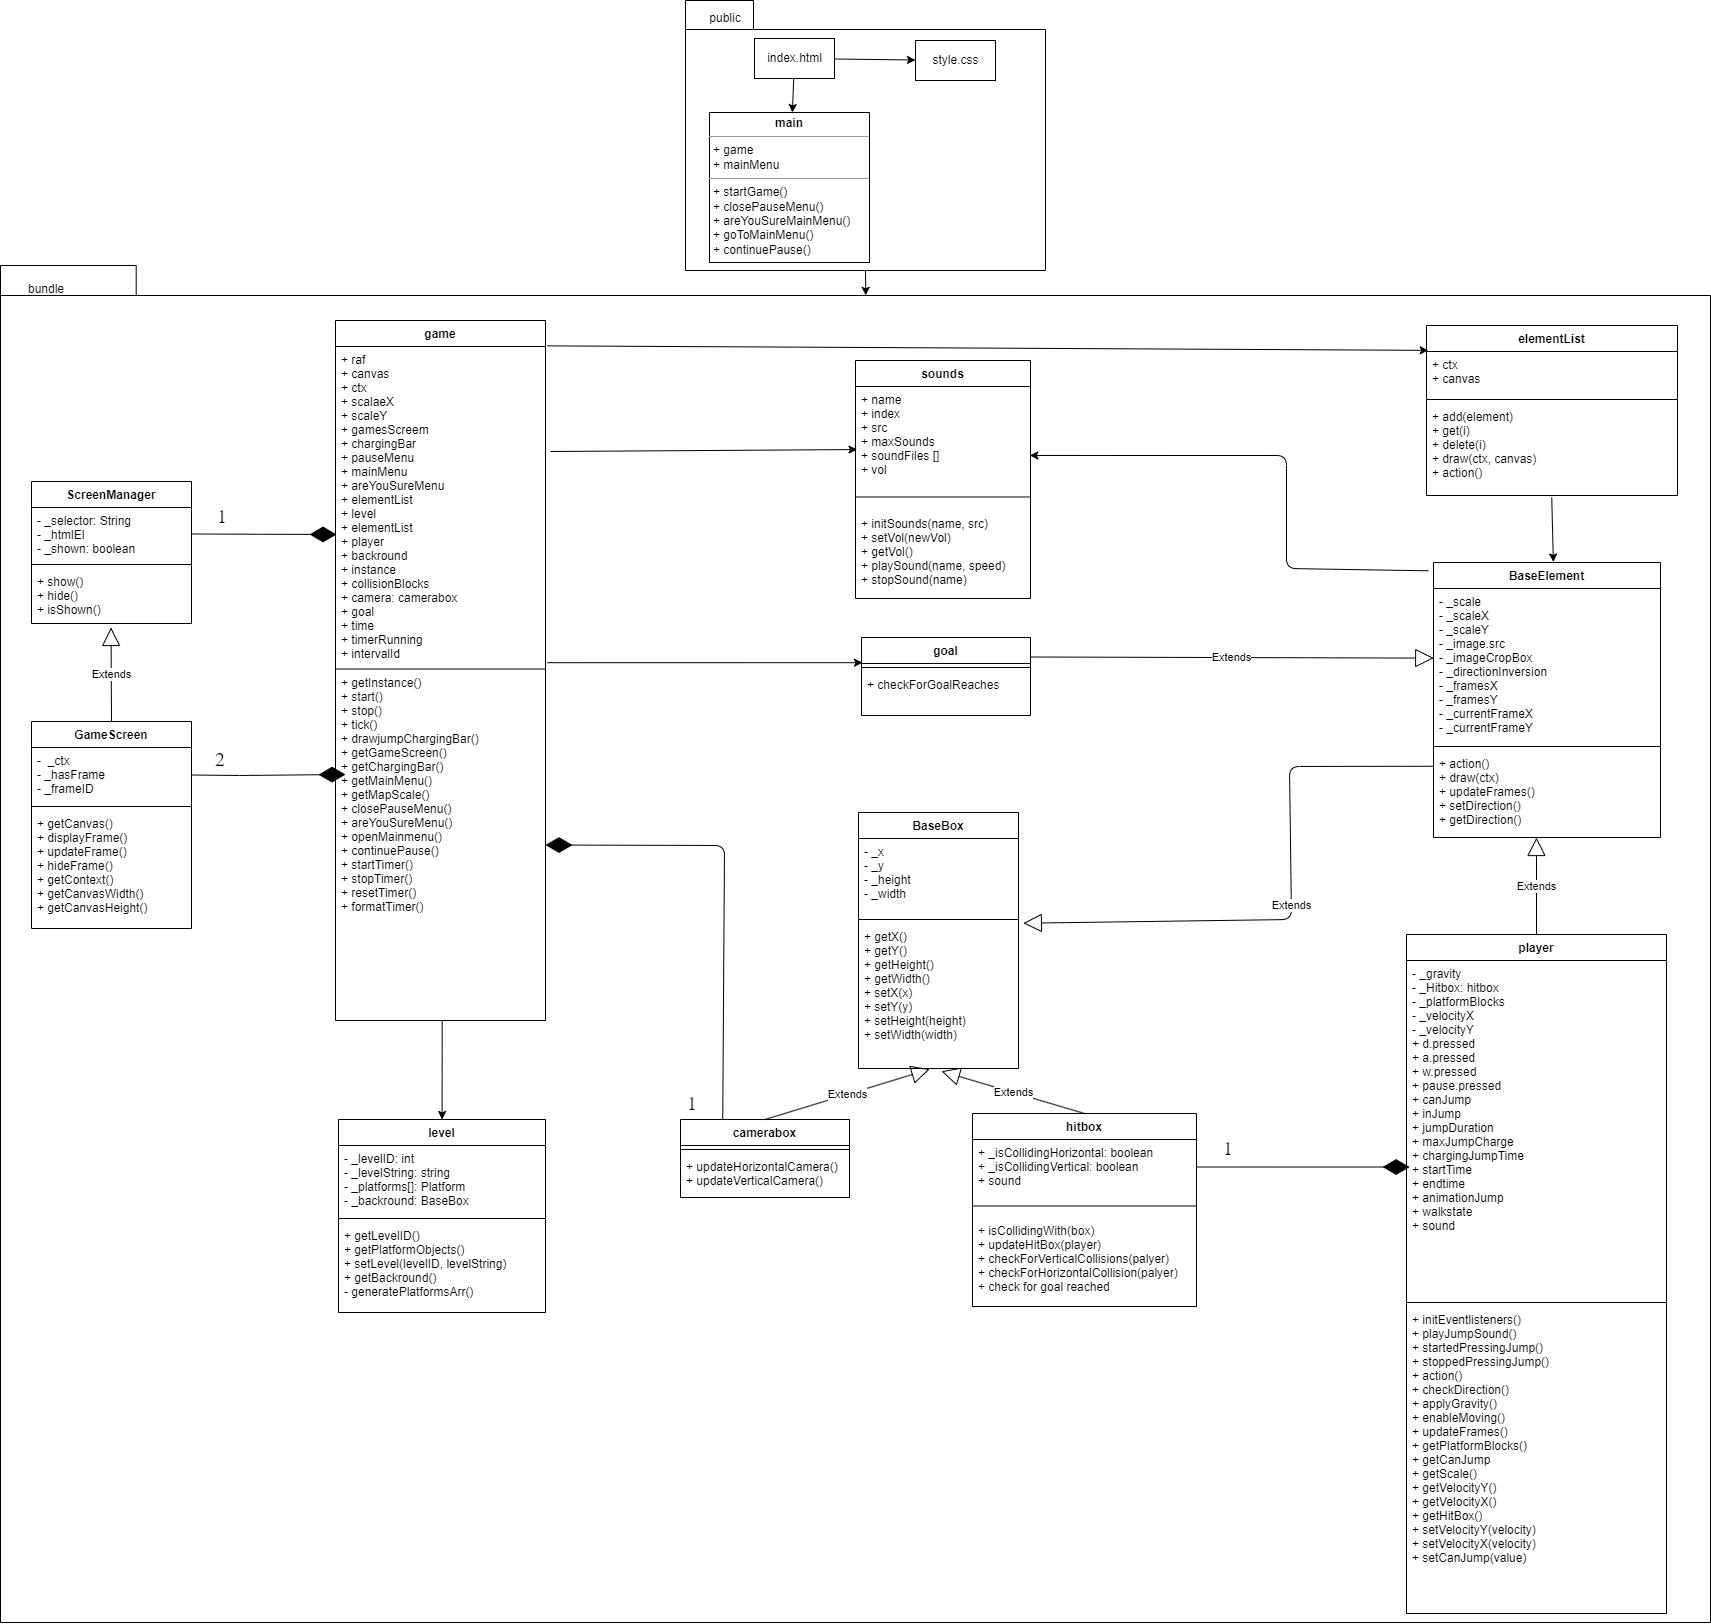 public
index.html
style.css
main
+ game
+ mainMenu
+ startGame()
+ closePauseMenu()
+ areYouSureMainMenu()
+ goToMainMenu()
+ continuePause()
bundle
game
+ raf
+ canvas
+ ctx
+ scalaeX
+ scaleY
+ gamesScreem
+ chargingBar
+ pauseMenu
+ mainMenu
+ areYouSureMenu
+ elementList
+ level
+ elementList
+ player
+ backround
+ instance
+ collisionBlocks
+ camera: camerabox
+ goal
+ time
+ timerRunning
+ intervalId
+ getInstance()
+ start()
+ stop()
+ tick()
+ drawjumpChargingBar()
+ getGameScreen()
+ getChargingBar()
+ getMainMenu()
+ getMapScale()
+ closePauseMenu()
+ areYouSureMenu()
+ openMainmenu()
+ continuePause()
+ startTimer()
+ stopTimer()
+ resetTimer()
+ formatTimer()
sounds
+ name
+ index
+ src
+ maxSounds
+ soundFiles []
+ vol
+ initSounds(name, src)
+ setVol(newVol)
+ getVol()
+ playSound(name, speed)
+ stopSound(name)
elementList
+ ctx
+ canvas
+ add(element)
+ get(i)
+ delete(i)
+ draw(ctx, canvas)
+ action()
ScreenManager
- _selector: String
- _htmlEl
- _shown: boolean
+ show()
+ hide()
+ isShown()
1
Extends
GameScreen
- _ctx
- _hasFrame
- _frameID
+ getCanvas()
+ displayFrame()
+ updateFrame()
+ hideFrame()
+ getContext()
+ getCanvasWidth()
+ getCanvasHeight()
2
goal
+ checkForGoalReaches
Extends
BaseElement
- _scale
- _scaleX
- _scaleY
- _image.src
- _imageCropBox
- _directionInversion
- _framesX
- _framesY
- _currentFrameX
- _currentFrameY
+ action()
+ draw(ctx)
+ updateFrames()
+ setDirection()
+ getDirection()
BaseBox
- _x
- _y
- _height
- _width
+ getX()
+ getY()
+ getHeight()
+ getWidth()
+ setX(x)
+ setY(y)
+ setHeight(height)
+ setWidth(width)
Extends
Extends
player
- _gravity
- _Hitbox: hitbox
- _platformBlocks
- _velocityX
- _velocityY
+ d.pressed
+ a.pressed
+ w.pressed
+ pause.pressed
+ canJump
+ inJump
+ jumpDuration
+ maxJumpCharge
+ chargingJumpTime
+ startTime
+ endtime
+ animationJump
+ walkstate
+ sound
+ initEventlisteners()
+ playJumpSound()
+ startedPressingJump()
+ stoppedPressingJump()
+ action()
+ checkDirection()
+ applyGravity()
+ enableMoving()
+ updateFrames()
+ getPlatformBlocks()
+ getCanJump
+ getScale()
+ getVelocityY()
+ getVelocityX()
+ getHitBox()
+ setVelocityY(velocity)
+ setVelocityX(velocity)
+ setCanJump(value)
Extends
Extends
1
level
- _levelID: int
- _levelString: string
- _platforms[]: Platform
- _backround: BaseBox
+ getLevelID()
+ getPlatformObjects()
+ setLevel(levelID, levelString)
+ getBackround()
- generatePlatformsArr()
camerabox
+ updateHorizontalCamera()
+ updateVerticalCamera()
hitbox
+ _isCollidingHorizontal: boolean
+ _isCollidingVertical: boolean
+ sound
+ isCollidingWith(box)
+ updateHitBox(player)
+ checkForVerticalCollisions(palyer)
+ checkForHorizontalCollision(palyer)
+ check for goal reached
1